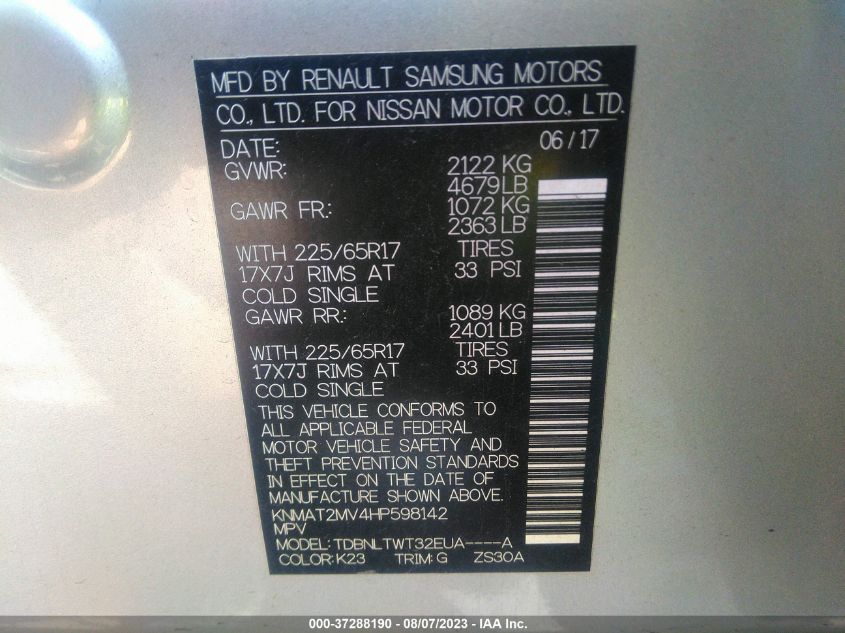 MFD BY RENAULT SAMSUNG MOTORS
CO., LTD. FOR NISSAN MOTOR CO., LTD.
DATE: 06/17
GVWR: 2122 KG
4679LB
GAWR FR.: 1072 KG
2363 LB
WITH 225/65R17 TIRES
17X7J RIMS AT 33 PSI
COLD SINGLE
GAWR RR.: 1089 KG
2401LB
WITH 225/65R17 TIRES
17X7J RIMS AT 33 PSI
COLD SINGLE
THIS VEHICLE CONFORMS TO
ALL APPLICABLE FEDERAL
MOTOR VEHICLE SAFETY AND
THEFT PREVENTION STANDARDS
IN EFFECT ON THE DATE OF
MANUFACTURE SHOWN ABOVE.
KNMAT2MV4HP598142
MPV
MODEL: TDBNLTWT32EUA----A
COLOR: K23 TRIM: G ZS30A
000-37288190 - 08/07/2023 - IAA Inc.